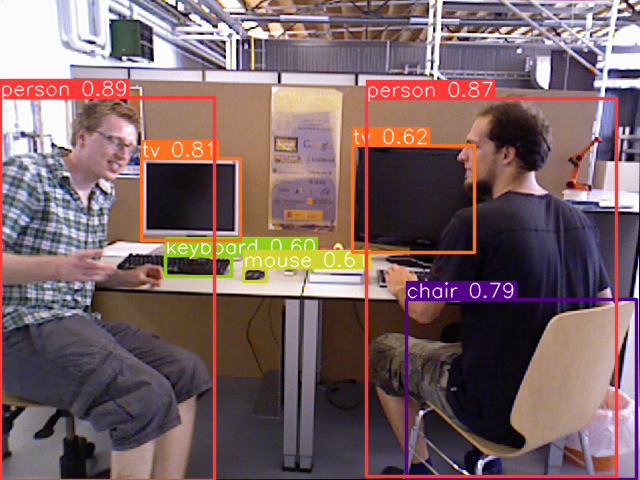 person 0.89
person 0.87
tv 0.81
tv 0.62
keyboard 0.60
mouse 0.61
chair 0.79